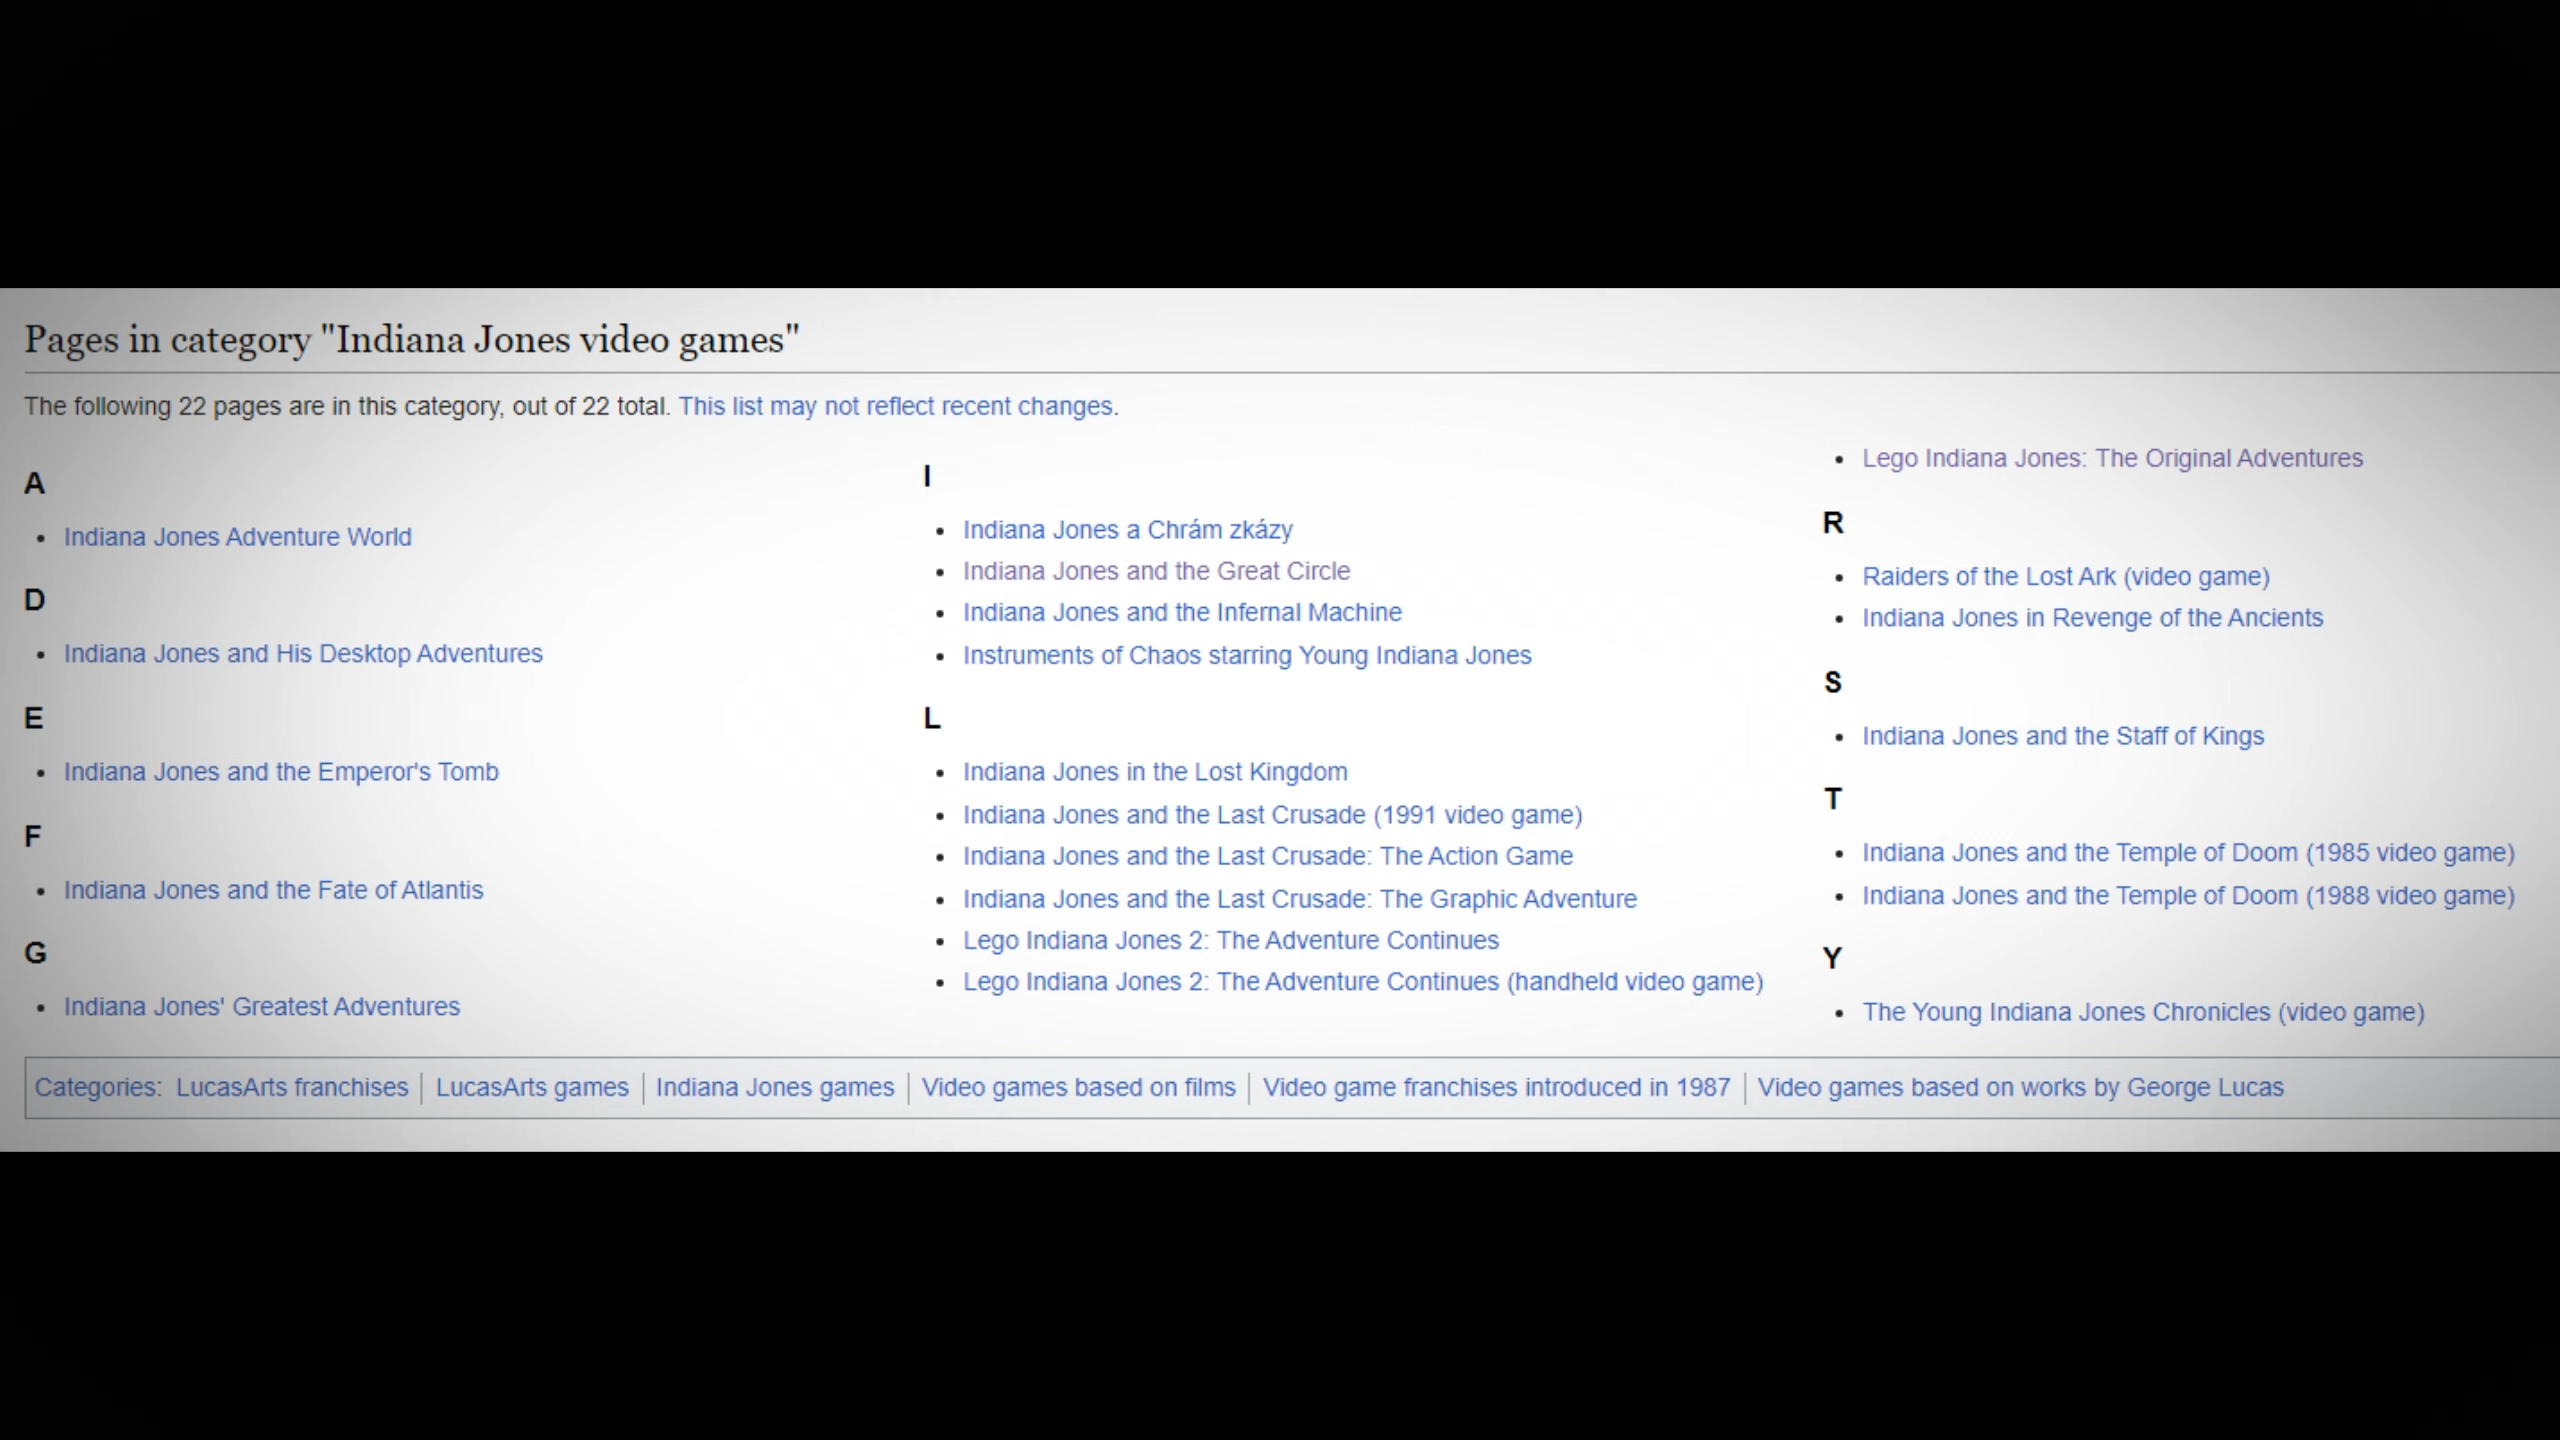 Pages in category "Indiana Jones video games"
The following 22 pages are in this category, out of 22 total. This list may not reflect recent changes.
A
Indiana Jones Adventure World
D
Indiana Jones and His Desktop Adventures
E
Indiana Jones and the Emperor's Tomb
F
Indiana Jones and the Fate of Atlantis
G
Indiana Jones' Greatest Adventures
I
Indiana Jones a Chrám zkázy
Indiana Jones and the Great Circle
Indiana Jones and the Infernal Machine
Instruments of Chaos starring Young Indiana Jones
L
Indiana Jones in the Lost Kingdom
Indiana Jones and the Last Crusade (1991 video game)
Indiana Jones and the Last Crusade: The Action Game
Indiana Jones and the Last Crusade: The Graphic Adventure
Lego Indiana Jones 2: The Adventure Continues
Lego Indiana Jones 2: The Adventure Continues (handheld video game)
Lego Indiana Jones: The Original Adventures
R
Raiders of the Lost Ark (video game)
Indiana Jones in Revenge of the Ancients
S
Indiana Jones and the Staff of Kings
T
Indiana Jones and the Temple of Doom (1985 video game)
Indiana Jones and the Temple of Doom (1988 video game)
Y
The Young Indiana Jones Chronicles (video game)
Categories: LucasArts franchises | LucasArts games | Indiana Jones games | Video games based on films | Video game franchises introduced in 1987 | Video games based on works by George Lucas